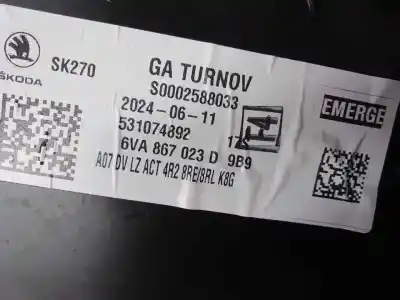 ŠKODA
SK270
GA TURNOV
S0002588033
2024-06-11
531074892
6VA 867 023 D 9B9
A07 DV LZ ACT 4R2 8RE/8RL K8G
EMERGE